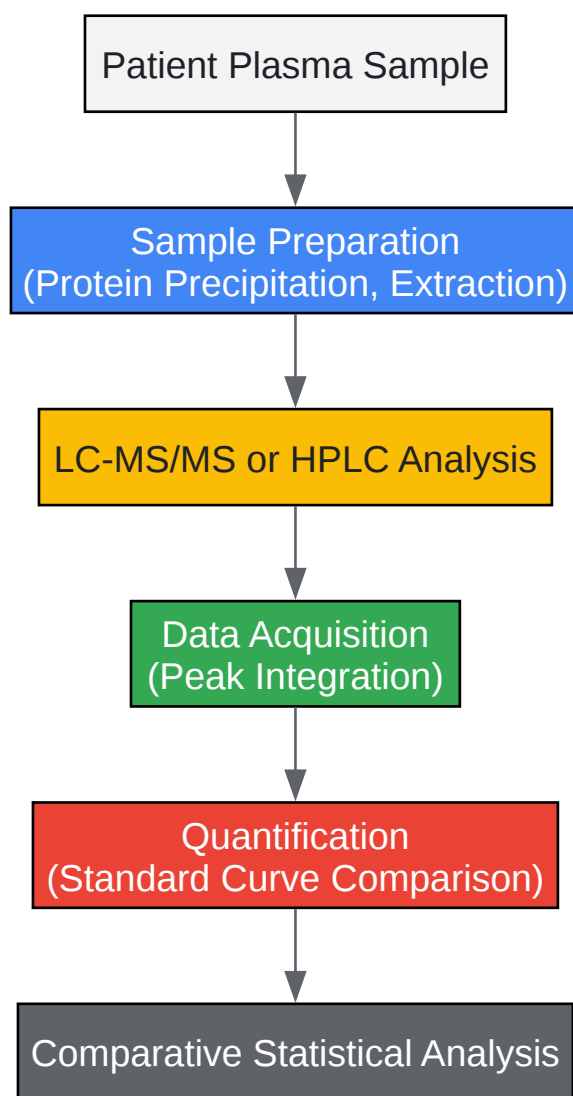 Patient Plasma Sample
Sample Preparation
(Protein Precipitation, Extraction)
LC-MS/MS or HPLC Analysis
Data Acquisition
(Peak Integration)
Quantification
(Standard Curve Comparison)
Comparative Statistical Analysis